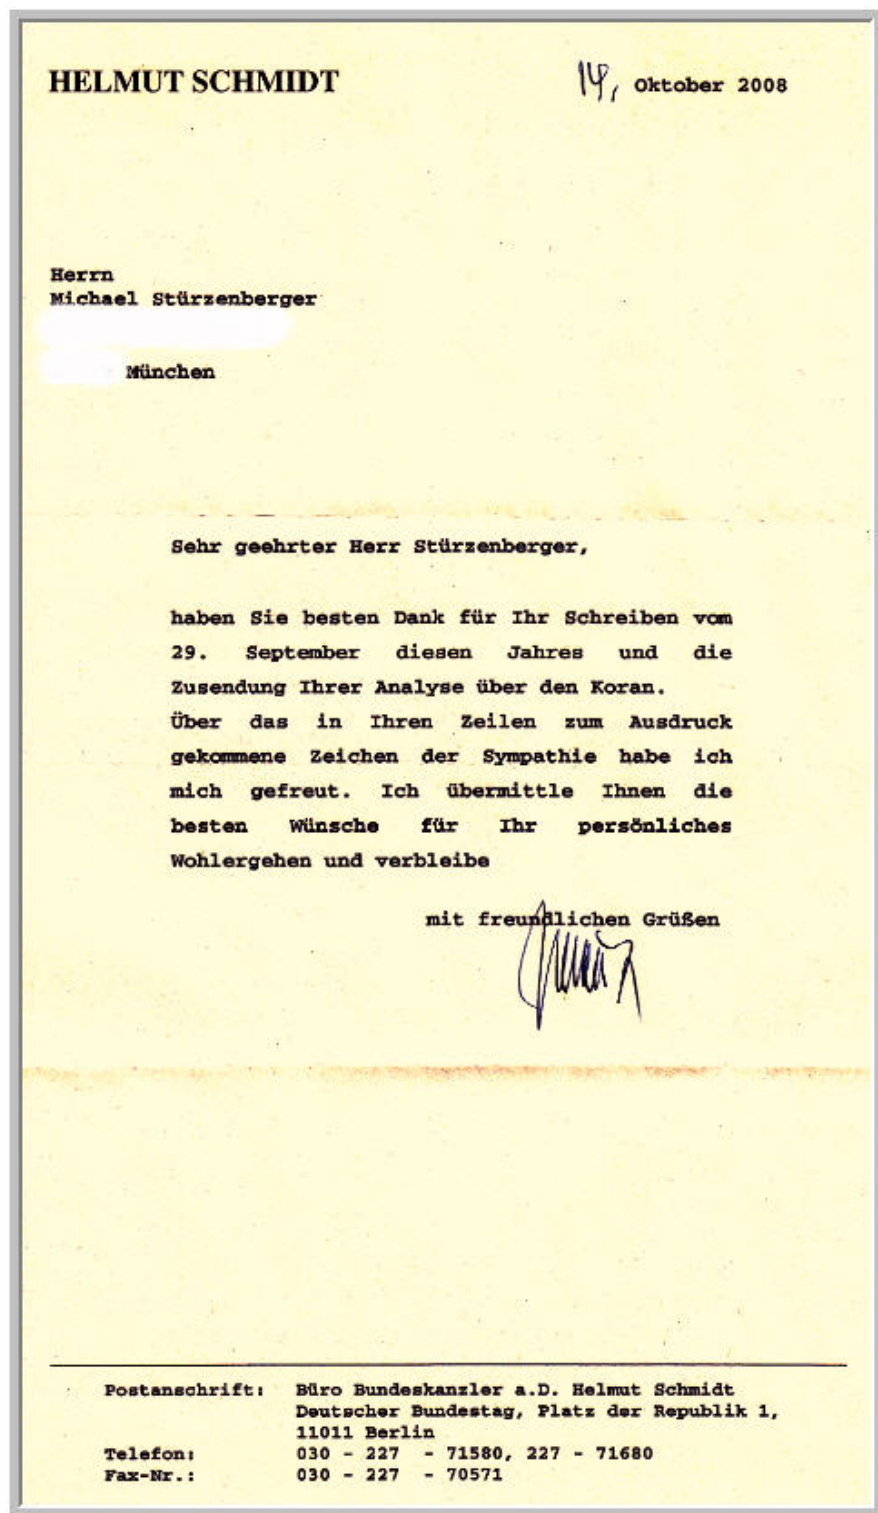 HELMUT SCHMIDT
14, Oktober 2008
Herrn
Michael Stürzenberger
München
Sehr geehrter Herr Stürzenberger,
haben Sie besten Dank für Ihr Schreiben vom
29. September diesen Jahres und die
Zusendung Ihrer Analyse über den Koran.
Über das in Ihren Zeilen zum Ausdruck
gekommene Zeichen der Sympathie habe ich
mich gefreut. Ich übermittle Ihnen die
besten Wünsche für Ihr persönliches
Wohlergehen und verbleibe
mit freundlichen Grüßen
Postanschrift: Büro Bundeskanzler a.D. Helmut Schmidt
Deutscher Bundestag, Platz der Republik 1,
11011 Berlin
Telefon: 030 - 227 - 71580, 227 - 71680
Fax-Nr.: 030 - 227 - 70571